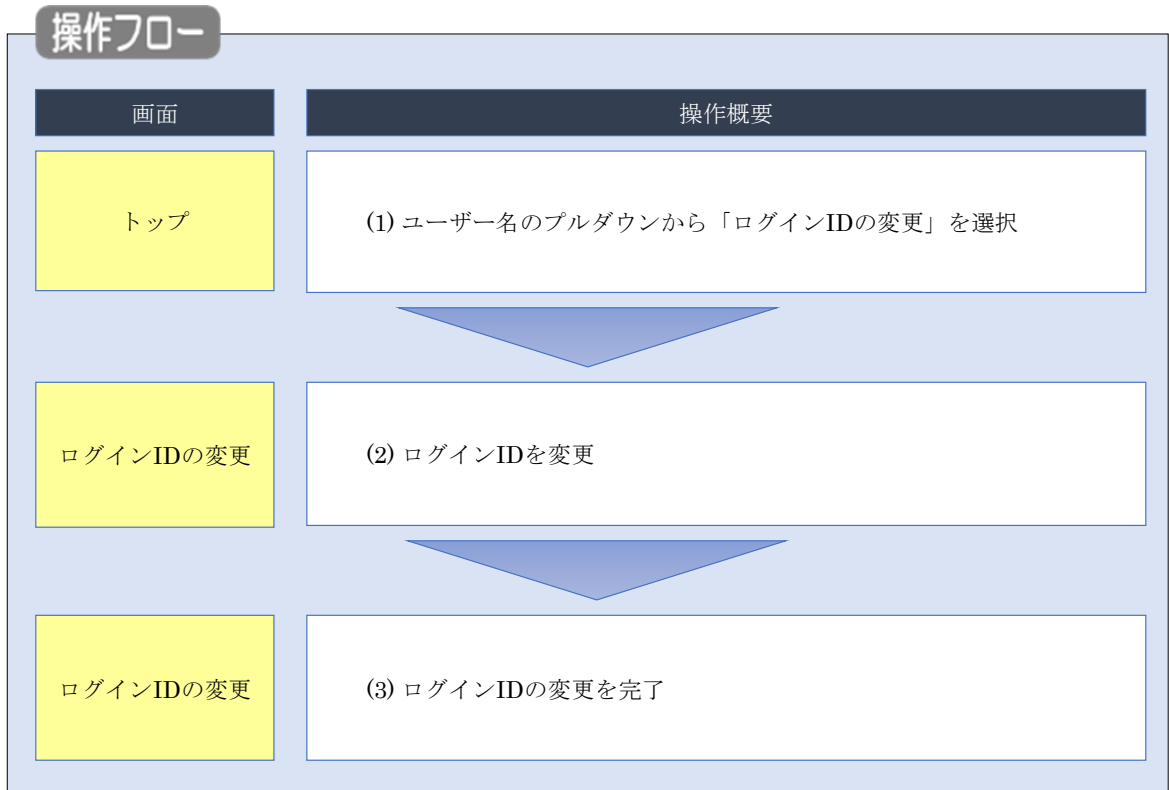 操作フロー
画面
操作概要
トップ
(1) ユーザー名のプルダウンから「ログインIDの変更」を選択
ログインIDの変更
(2) ログインIDを変更
ログインIDの変更
(3) ログインIDの変更を完了